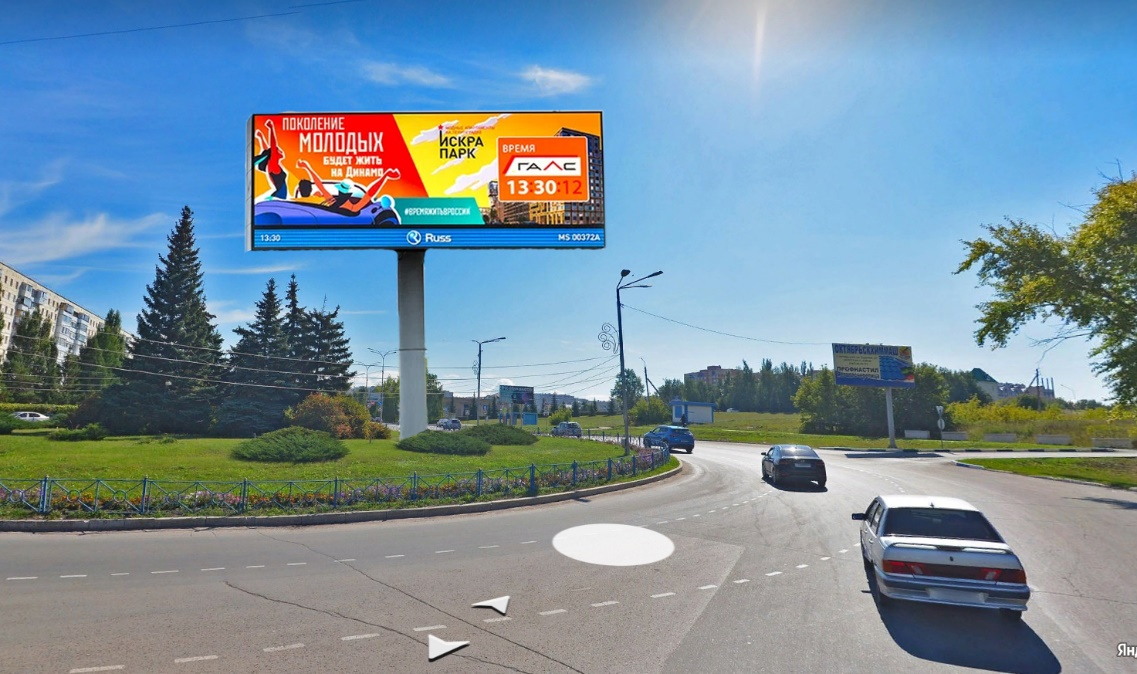 ПОКОЛЕНИЕ
МОЛОДЫХ
БУДЕТ ЖИТЬ
НА ДИНАМО
ИСКРА
ПАРК
ВРЕМЯ
ГАЛС
13:30:12
#ВРЕМЯЖИТЬВРОССИИ
13:30
Russ
MS 00372A
ПРОФНАСТИЛ